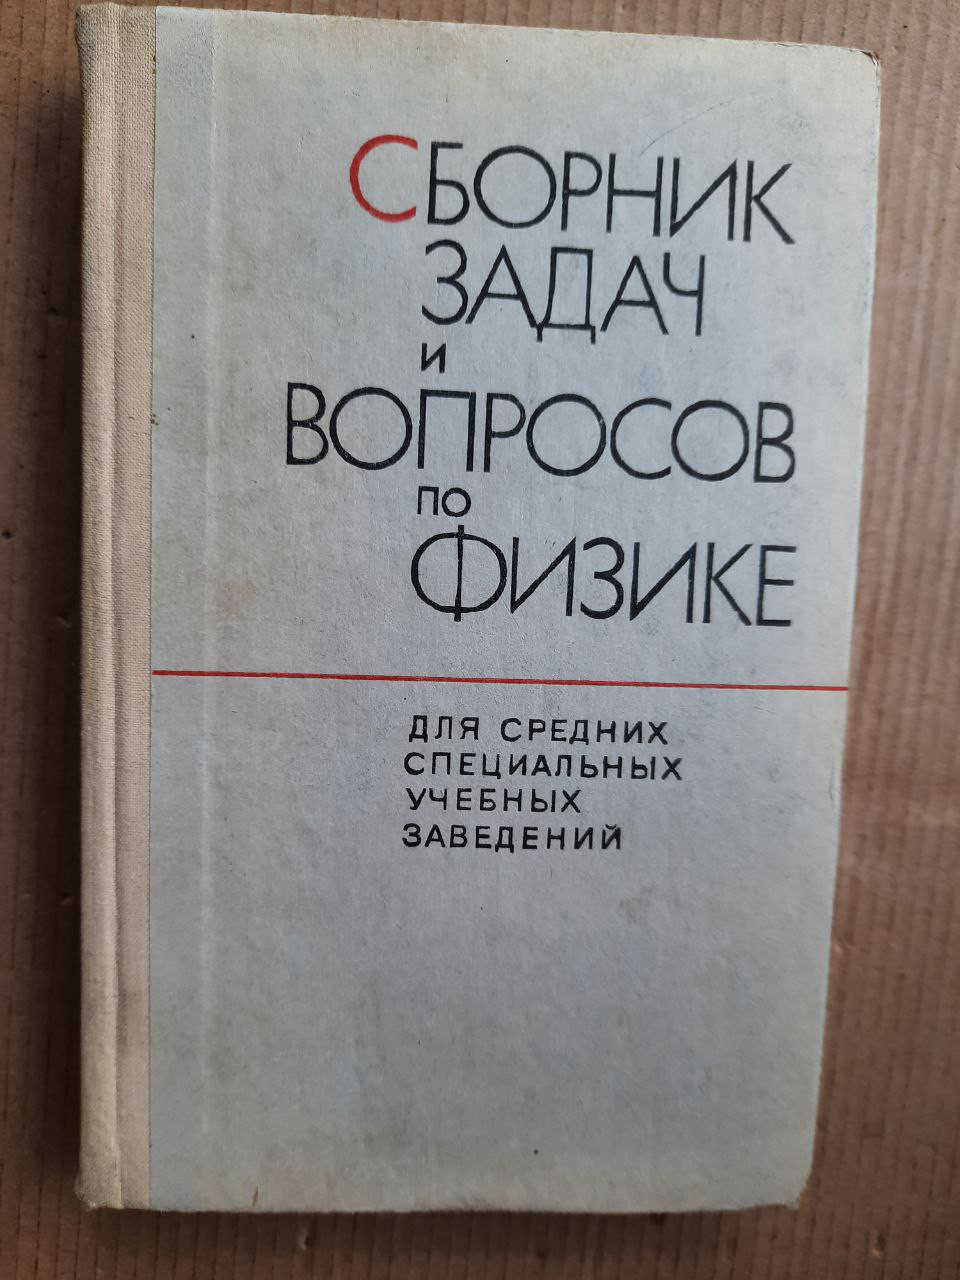 СБОРНИК
ЗАДАЧ
И
ВОПРОСОВ
ПО
ФИЗИКЕ
ДЛЯ СРЕДНИХ
СПЕЦИАЛЬНЫХ
УЧЕБНЫХ
ЗАВЕДЕНИЙ